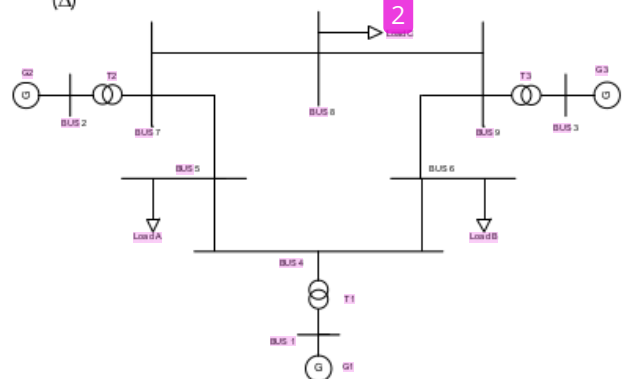 (Δ)
2
Load C
G2
T2
T3
G3
G
G
BUS 2
BUS 7
BUS 8
BUS 9
BUS 3
BUS 5
BUS 6
Load A
Load B
BUS 4
T1
BUS 1
G
G1